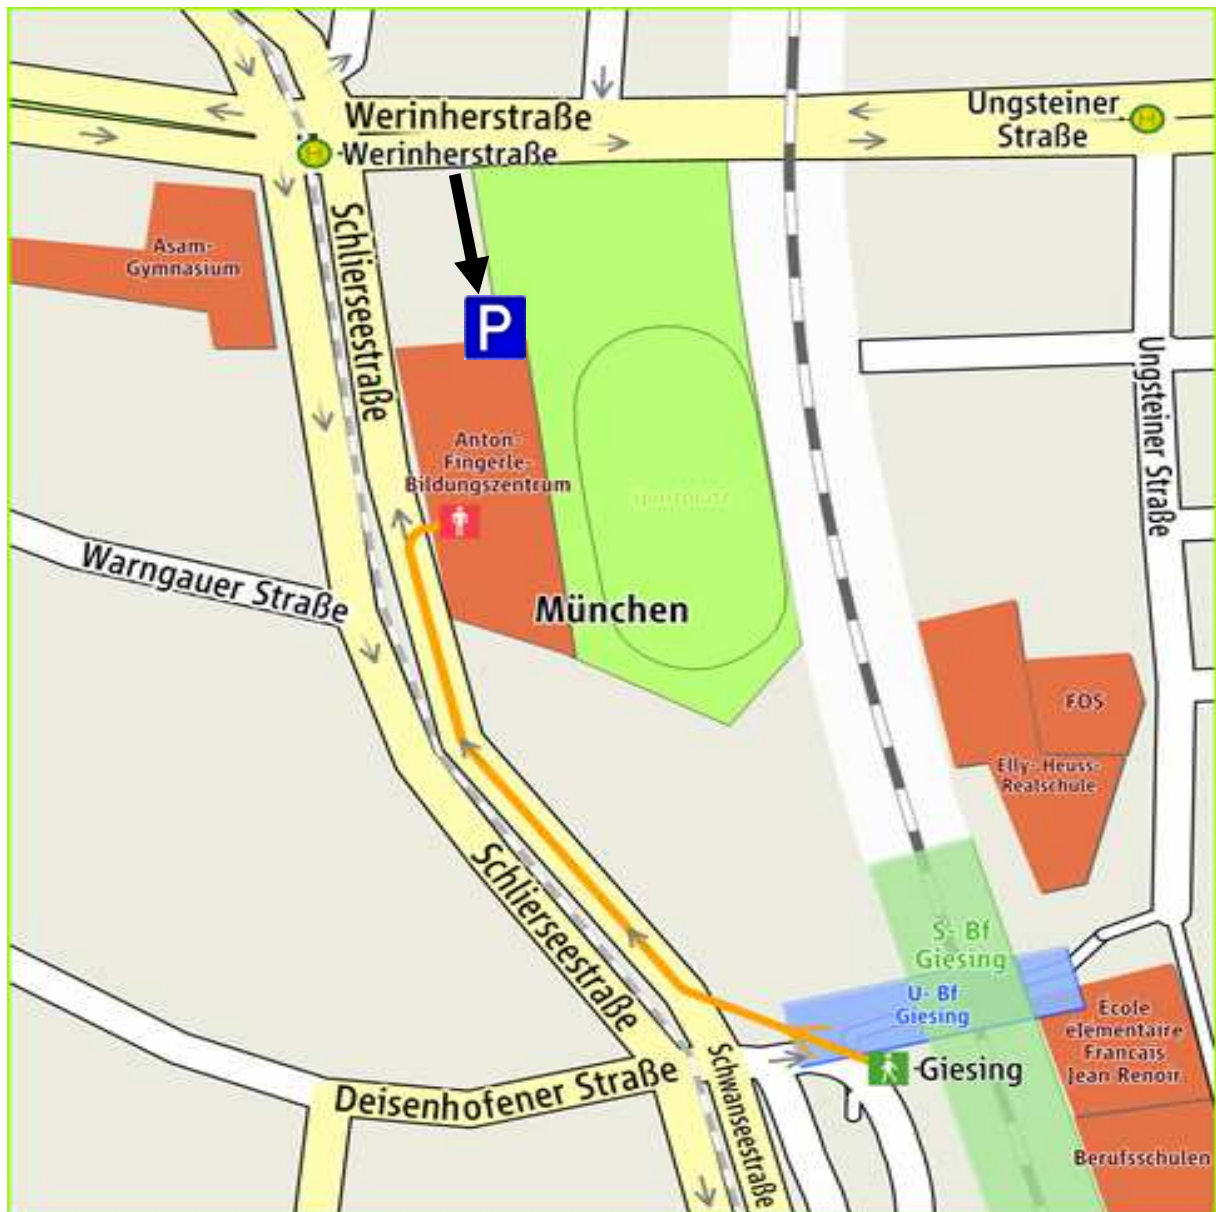 Werinherstraße
Ungsteiner
Straße
H
H
Werinherstraße
Schlierseestraße
Asam-
Gymnasium
P
Ungsteiner Straße
Anton-
Fingerle-
Bildungszentrum
Sportplatz
Warngauer Straße
München
FOS
Elly- Heuss-
Realschule
Schlierseestraße
S- Bf
Giesing
U- Bf
Giesing
Ecole
elementaire
Francais
Jean Renoir
Giesing
Schwanseestraße
Deisenhofener Straße
Berufsschulen